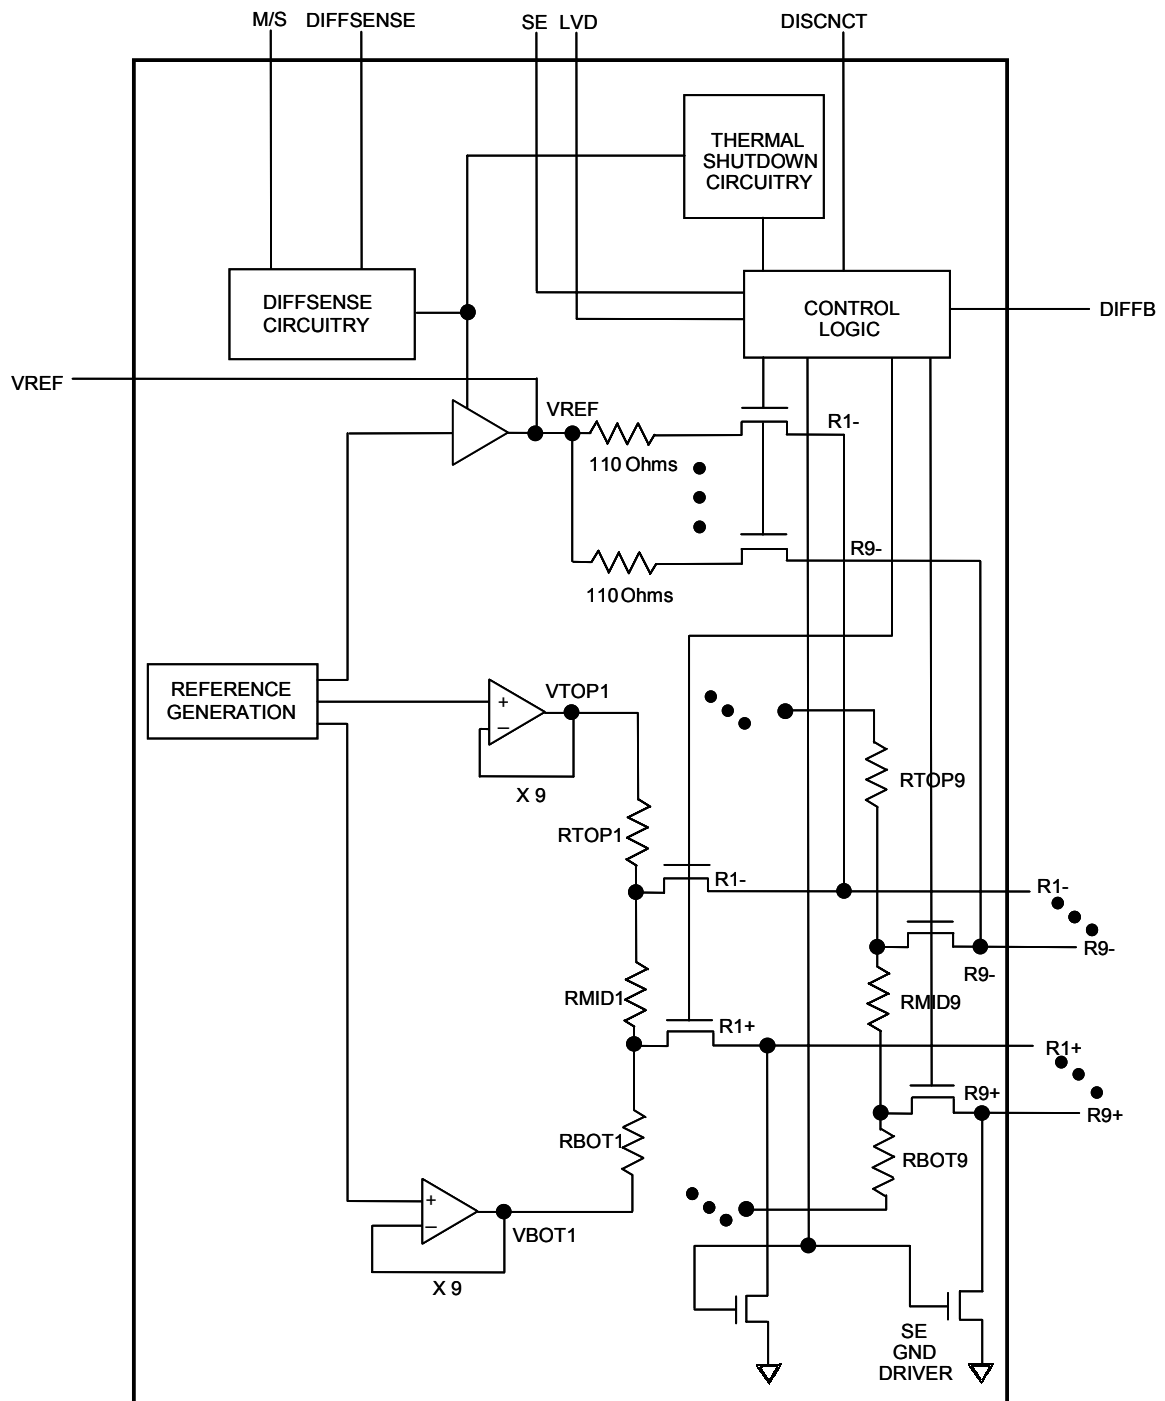 M/S DIFFSENSE SE LVD DISCNCT
THERMAL
SHUTDOWN
CIRCUITRY
DIFFSENSE
CIRCUITRY
CONTROL
LOGIC
DIFFB
VREF
VREF
R1-
110 Ohms
R9-
110 Ohms
REFERENCE
GENERATION
VTOP1
+
–
X 9
RTOP9
RTOP1
R1-
R1-
R9-
R9-
RMID1
RMID9
R1+
R1+
R9+
R9+
RBOT1
RBOT9
+
–
VBOT1
X 9
SE
GND
DRIVER